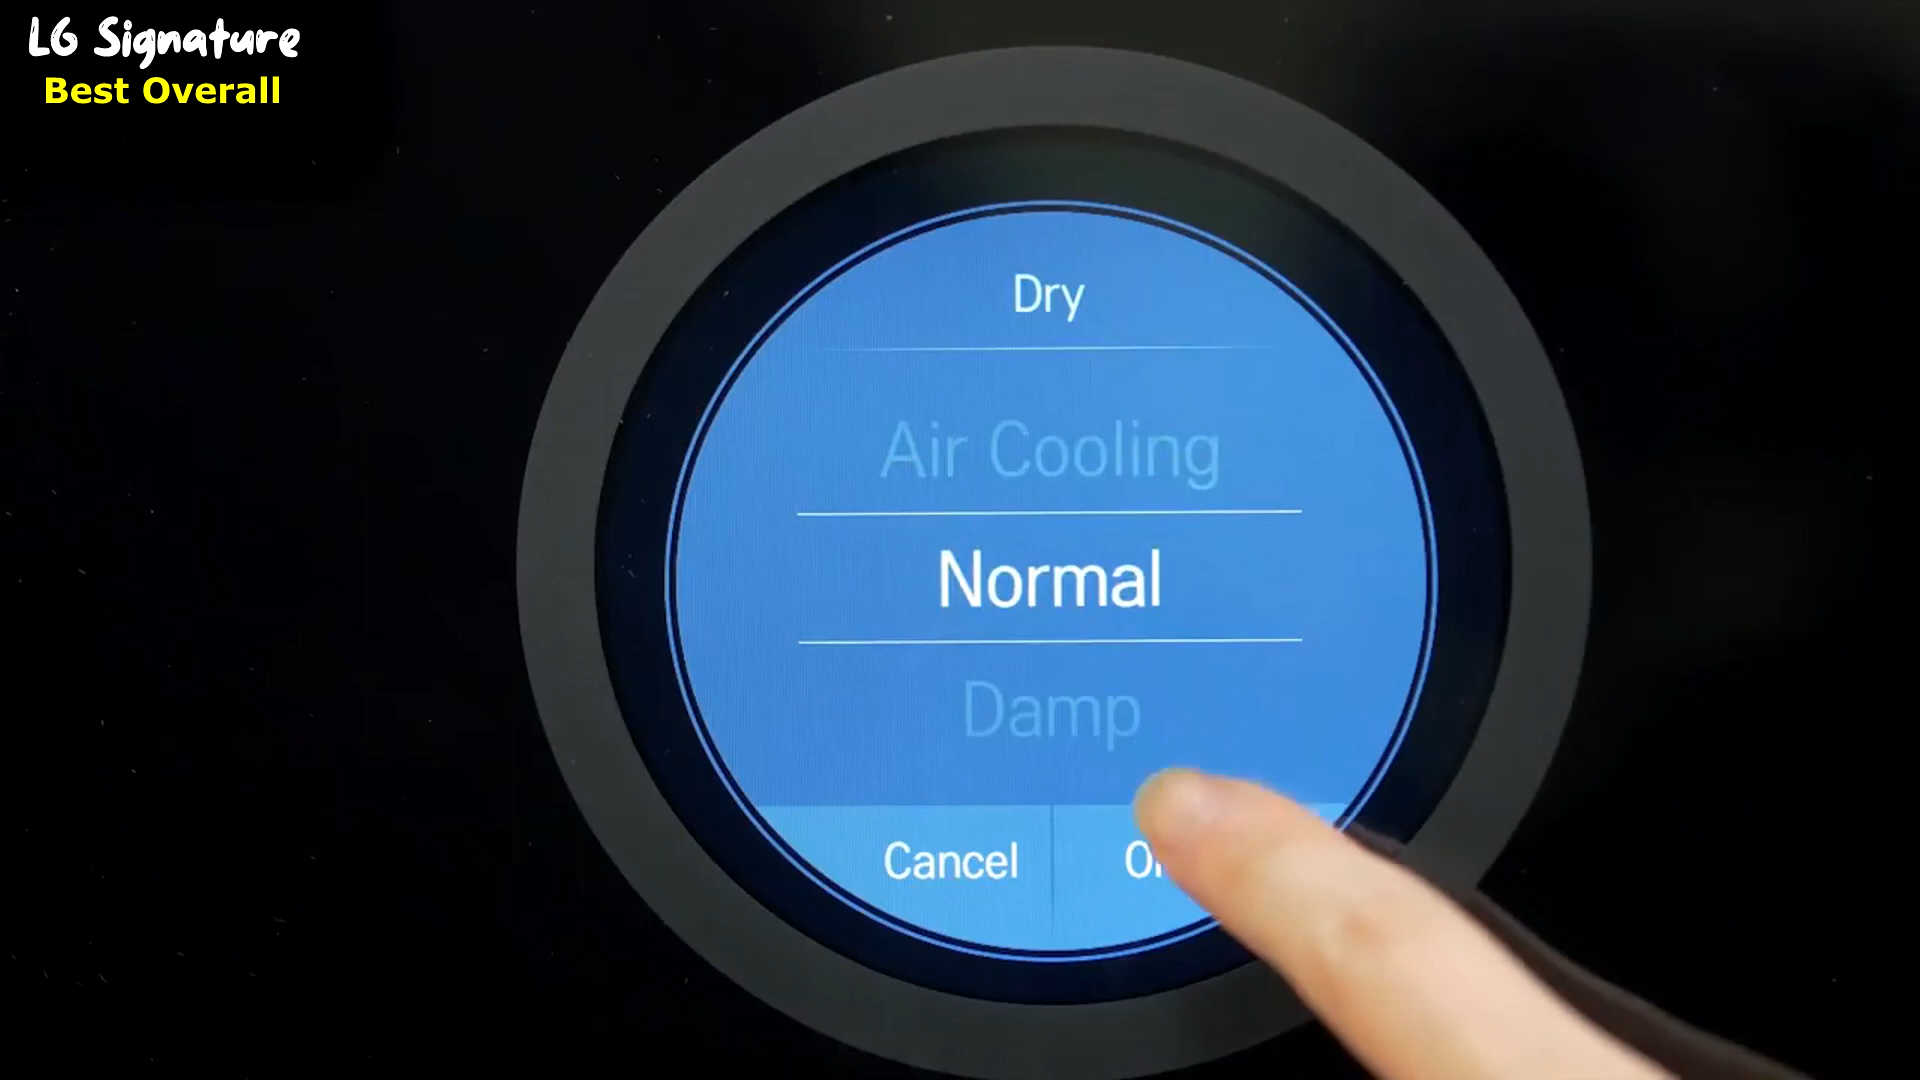 LG Signature
Best Overall
Dry
Air Cooling
Normal
Damp
Cancel